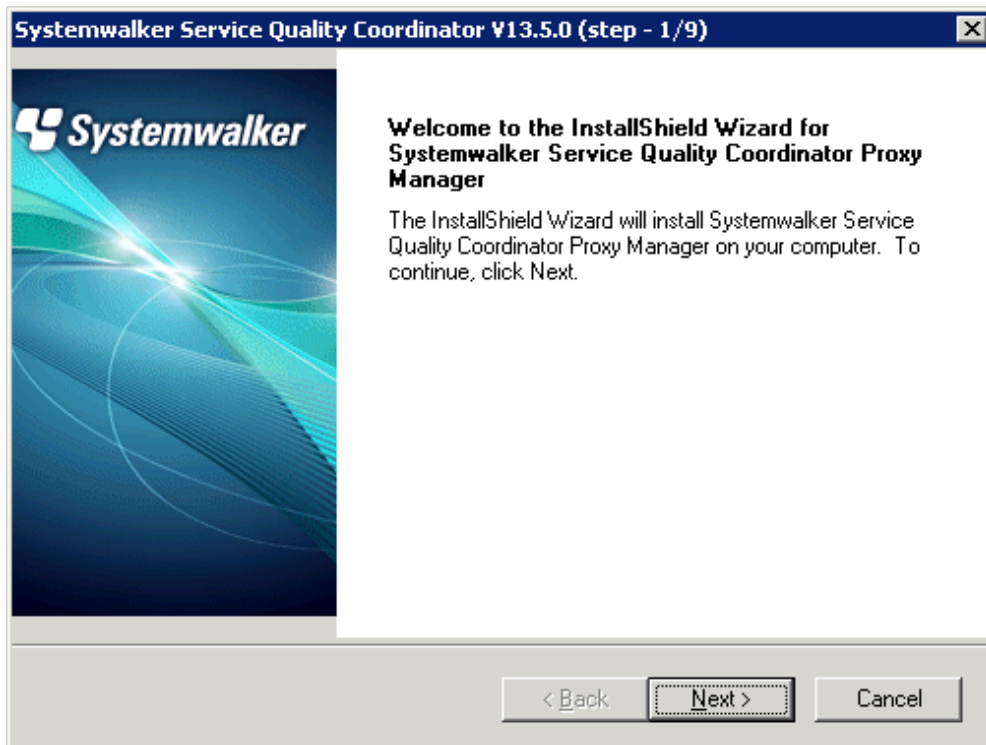 Systemwalker Service Quality Coordinator V13.5.0 (step - 1/9)
Systemwalker
Welcome to the InstallShield Wizard for
Systemwalker Service Quality Coordinator Proxy
Manager
The InstallShield Wizard will install Systemwalker Service
Quality Coordinator Proxy Manager on your computer.  To
continue, click Next.
< Back
Next >
Cancel